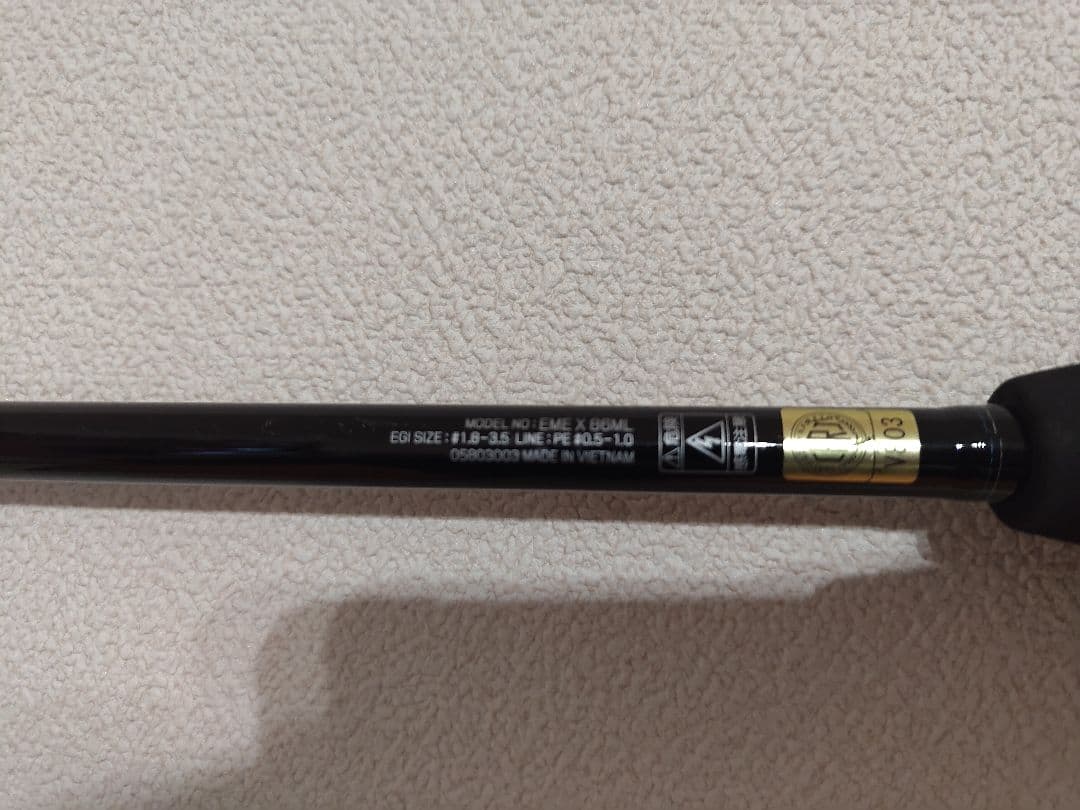 MODEL NO : EME X 86ML
EGI SIZE : #1.8-3.5 LINE : PE #0.5-1.0
05803003 MADE IN VIETNAM
03